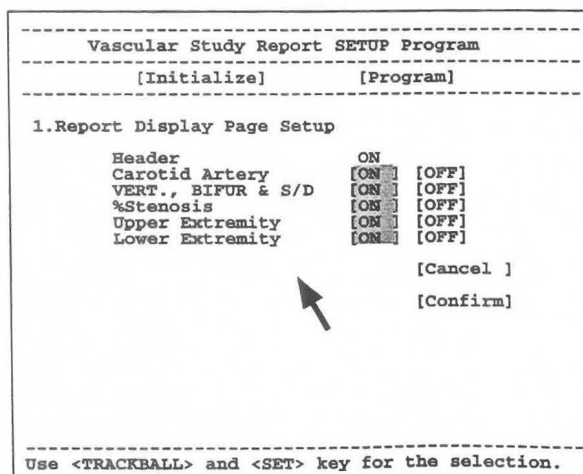 Vascular Study Report SETUP Program
[Initialize] [Program]
1.Report Display Page Setup
Header ON
Carotid Artery [ON ] [OFF]
VERT., BIFUR & S/D [ON ] [OFF]
%Stenosis [ON ] [OFF]
Upper Extremity [ON ] [OFF]
Lower Extremity [ON ] [OFF]
[Cancel ]
[Confirm]
Use <TRACKBALL> and <SET> key for the selection.